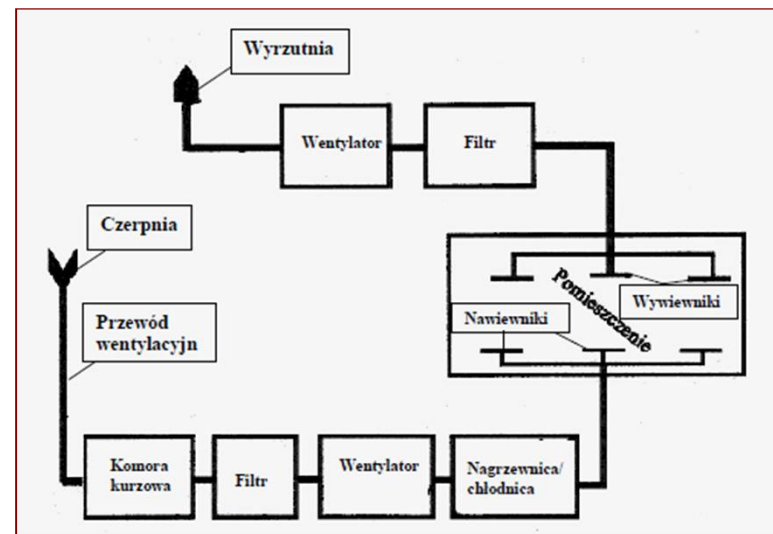 Wyrzutnia
Wentylator
Filtr
Czerpnia
Pomieszczenie
Wywiewniki
Nawiewniki
Przewód
wentylacyjn
Komora
kurzowa
Filtr
Wentylator
Nagrzewnica/
chłodnica